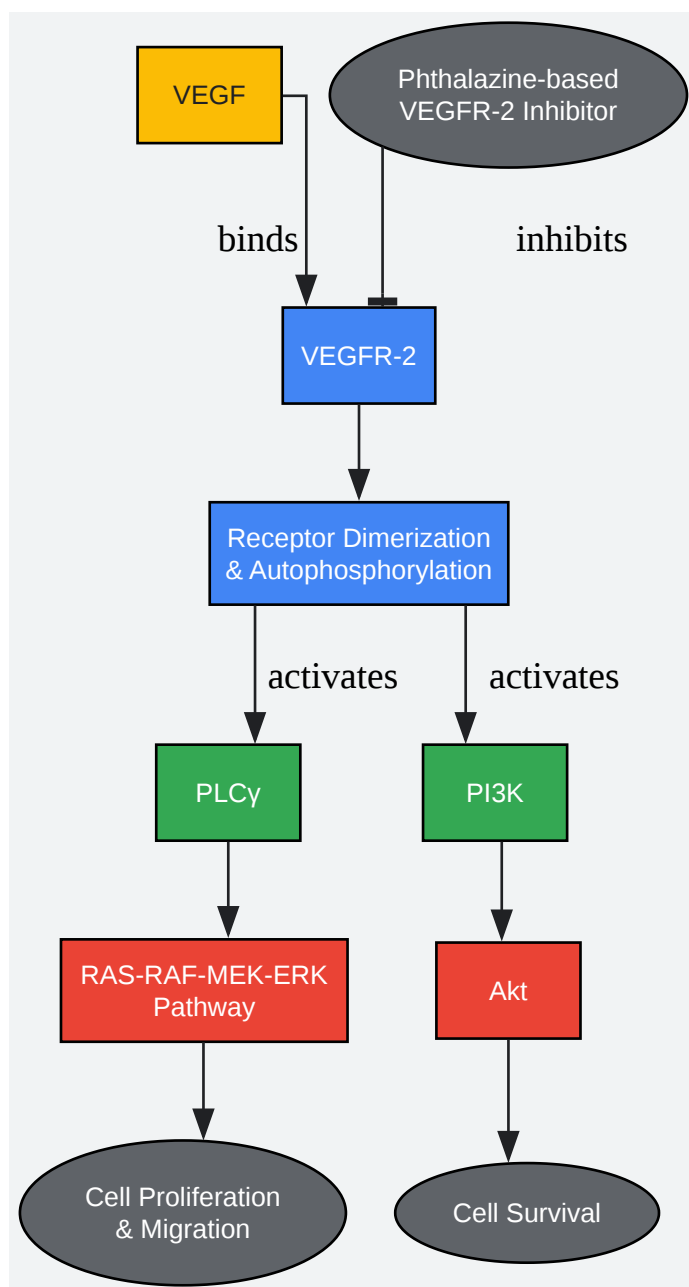 VEGF
Phthalazine-based
VEGFR-2 Inhibitor
binds
inhibits
VEGFR-2
Receptor Dimerization
& Autophosphorylation
activates
activates
PLCγ
PI3K
RAS-RAF-MEK-ERK
Pathway
Akt
Cell Proliferation
& Migration
Cell Survival